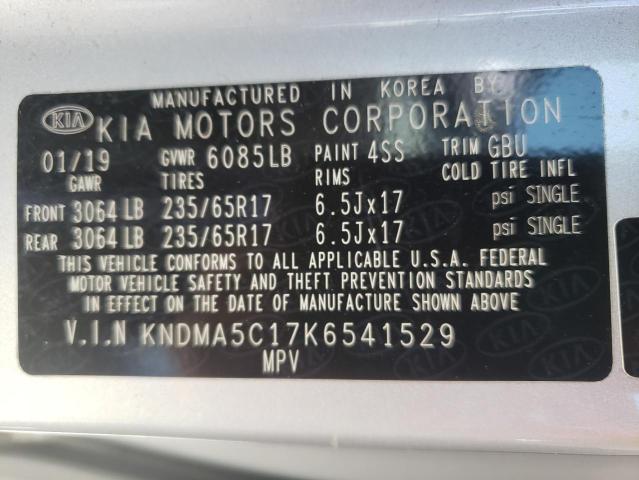 MANUFACTURED IN KOREA BY
KIA KIA MOTORS CORPORATION
01/19 GVWR 6085LB PAINT 4SS TRIM GBU
GAWR TIRES RIMS COLD TIRE INFL
FRONT 3064 LB 235/65R17 6.5Jx17 psi SINGLE
REAR 3064 LB 235/65R17 6.5Jx17 psi SINGLE
THIS VEHICLE CONFORMS TO ALL APPLICABLE U.S.A. FEDERAL
MOTOR VEHICLE SAFETY AND THEFT PREVENTION STANDARDS
IN EFFECT ON THE DATE OF MANUFACTURE SHOWN ABOVE
V.I.N KNDMA5C17K6541529
MPV